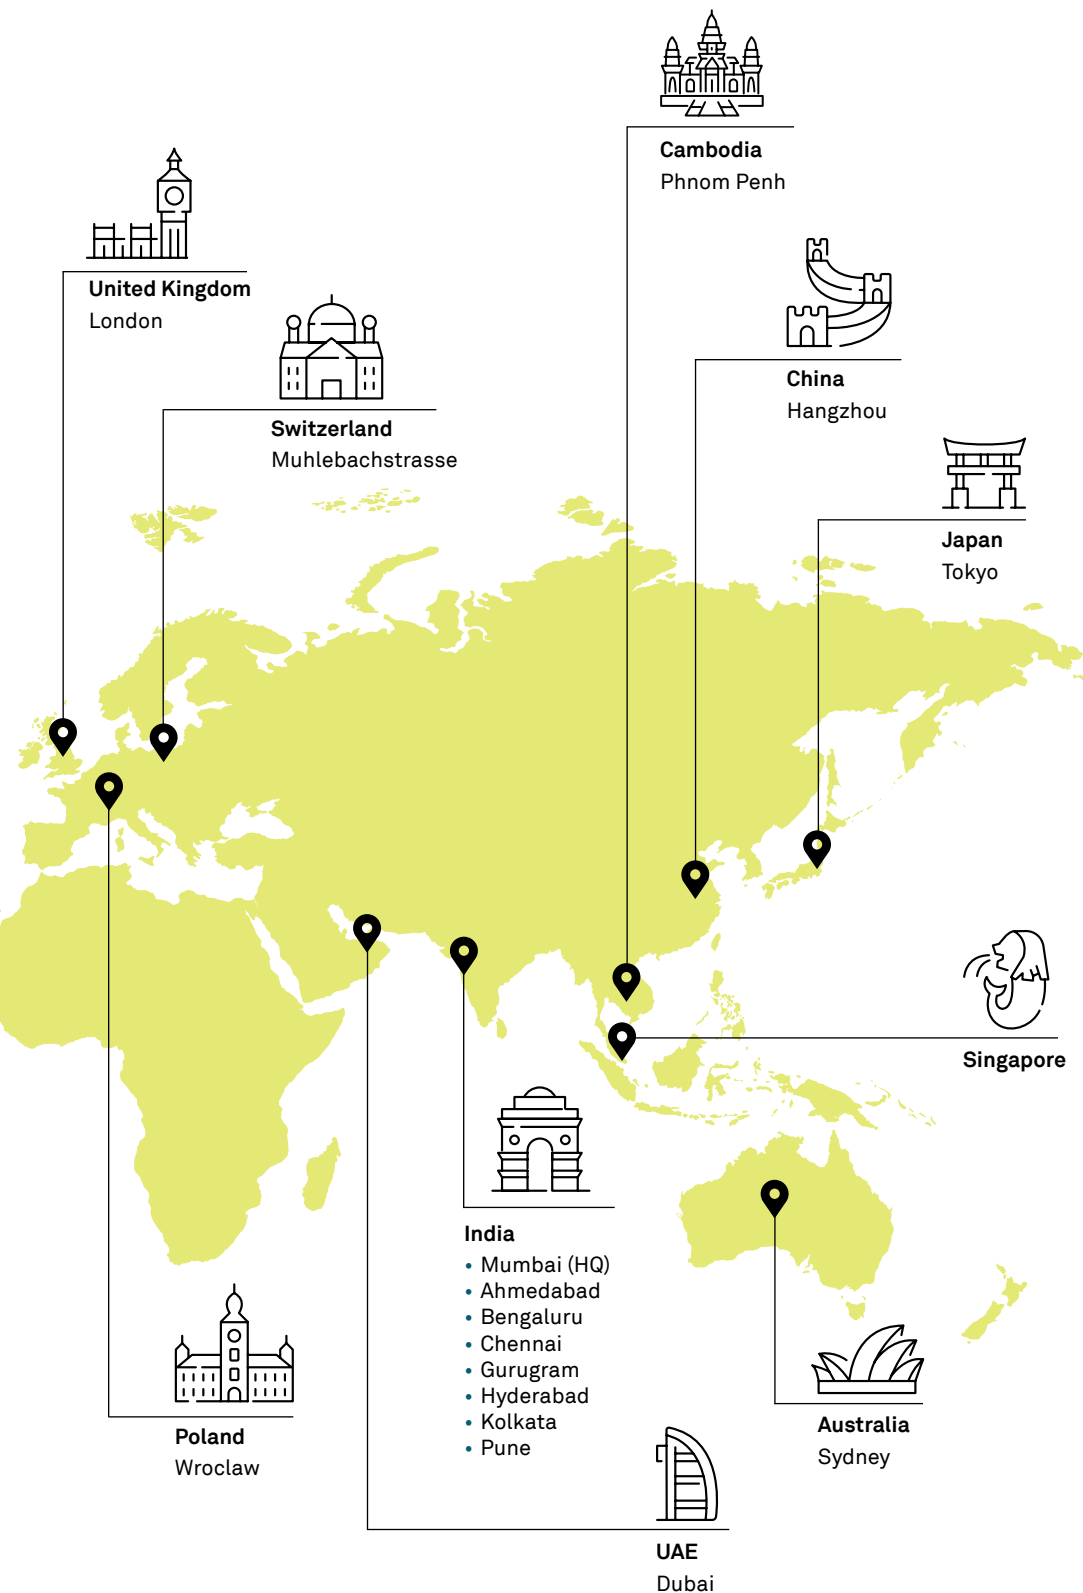 Cambodia
Phnom Penh
United Kingdom
London
China
Hangzhou
Switzerland
Muhlebachstrasse
Japan
Tokyo
Singapore
India
• Mumbai (HQ)
• Ahmedabad
• Bengaluru
• Chennai
• Gurugram
• Hyderabad
• Kolkata
• Pune
Poland
Wroclaw
Australia
Sydney
UAE
Dubai